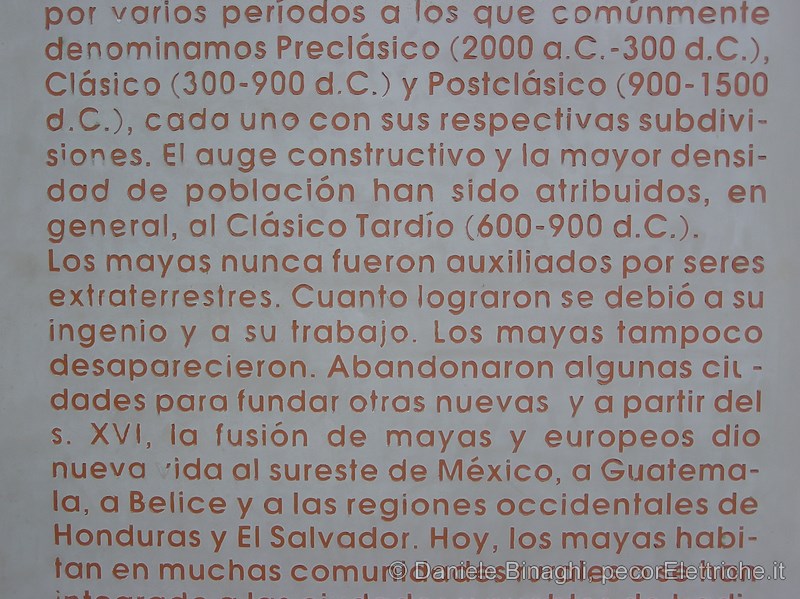 por varios períodos a los que comúnmente
denominamos Preclásico (2000 a.C.-300 d.C.),
Clásico (300-900 d.C.) y Postclásico (900-1500
d.C.), cada uno con sus respectivas subdivi-
siones. El auge constructivo y la mayor densi-
dad de población han sido atribuidos, en
general, al Clásico Tardío (600-900 d.C.).
Los mayas nunca fueron auxiliados por seres
extraterrestres. Cuanto lograron se debió a su
ingenio y a su trabajo. Los mayas tampoco
desaparecieron. Abandonaron algunas ciu-
dades para fundar otras nuevas y a partir del
s. XVI, la fusión de mayas y europeos dio
nueva vida al sureste de México, a Guatema-
la, a Belice y a las regiones occidentales de
Honduras y El Salvador. Hoy, los mayas habi-
tan en muchas comunidades
© Daniele Binaghi, pecorElettriche.it